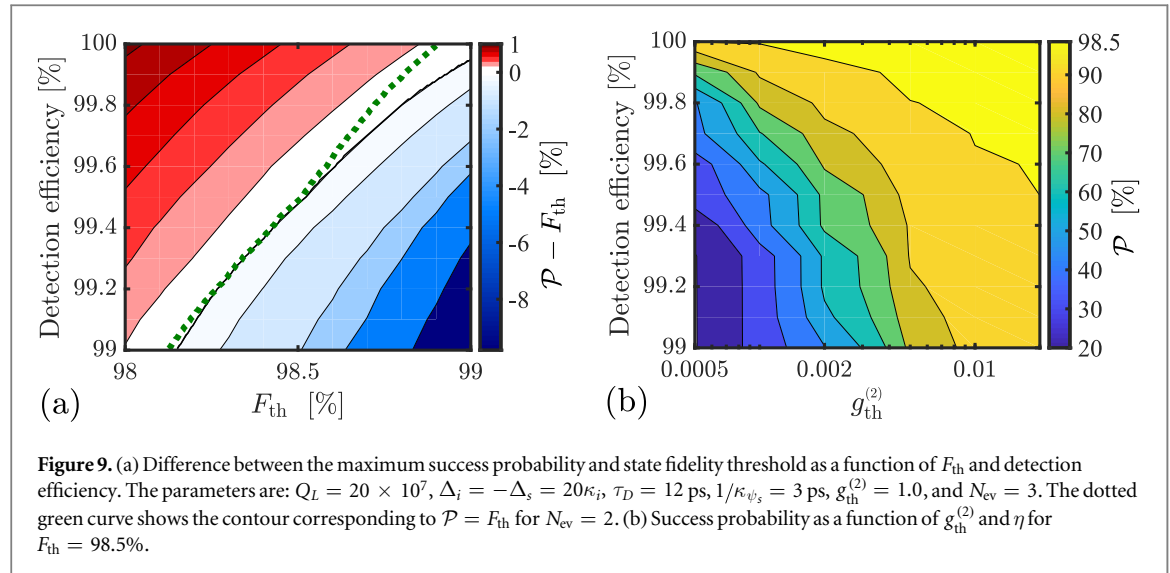 100
99.8
99.6
99.4
99.2
99
Detection efficiency [%]
98
98.5
99
F_th [%]
(a)
1
0
-2
-4
-6
-8
𝒫 − F_th [%]
100
99.8
99.6
99.4
99.2
99
Detection efficiency [%]
0.0005
0.002
0.01
g_th^(2)
(b)
98.5
90
80
70
60
50
40
30
20
𝒫 [%]
Figure 9. (a) Difference between the maximum success probability and state fidelity threshold as a function of F_th and detection
efficiency. The parameters are: Q_L = 20 × 10^7, Δ_i = −Δ_s = 20κ_i, τ_D = 12 ps, 1/κ_ψ_s = 3 ps, g_th^(2) = 1.0, and N_ev = 3. The dotted
green curve shows the contour corresponding to 𝒫 = F_th for N_ev = 2. (b) Success probability as a function of g_th^(2) and η for
F_th = 98.5%.